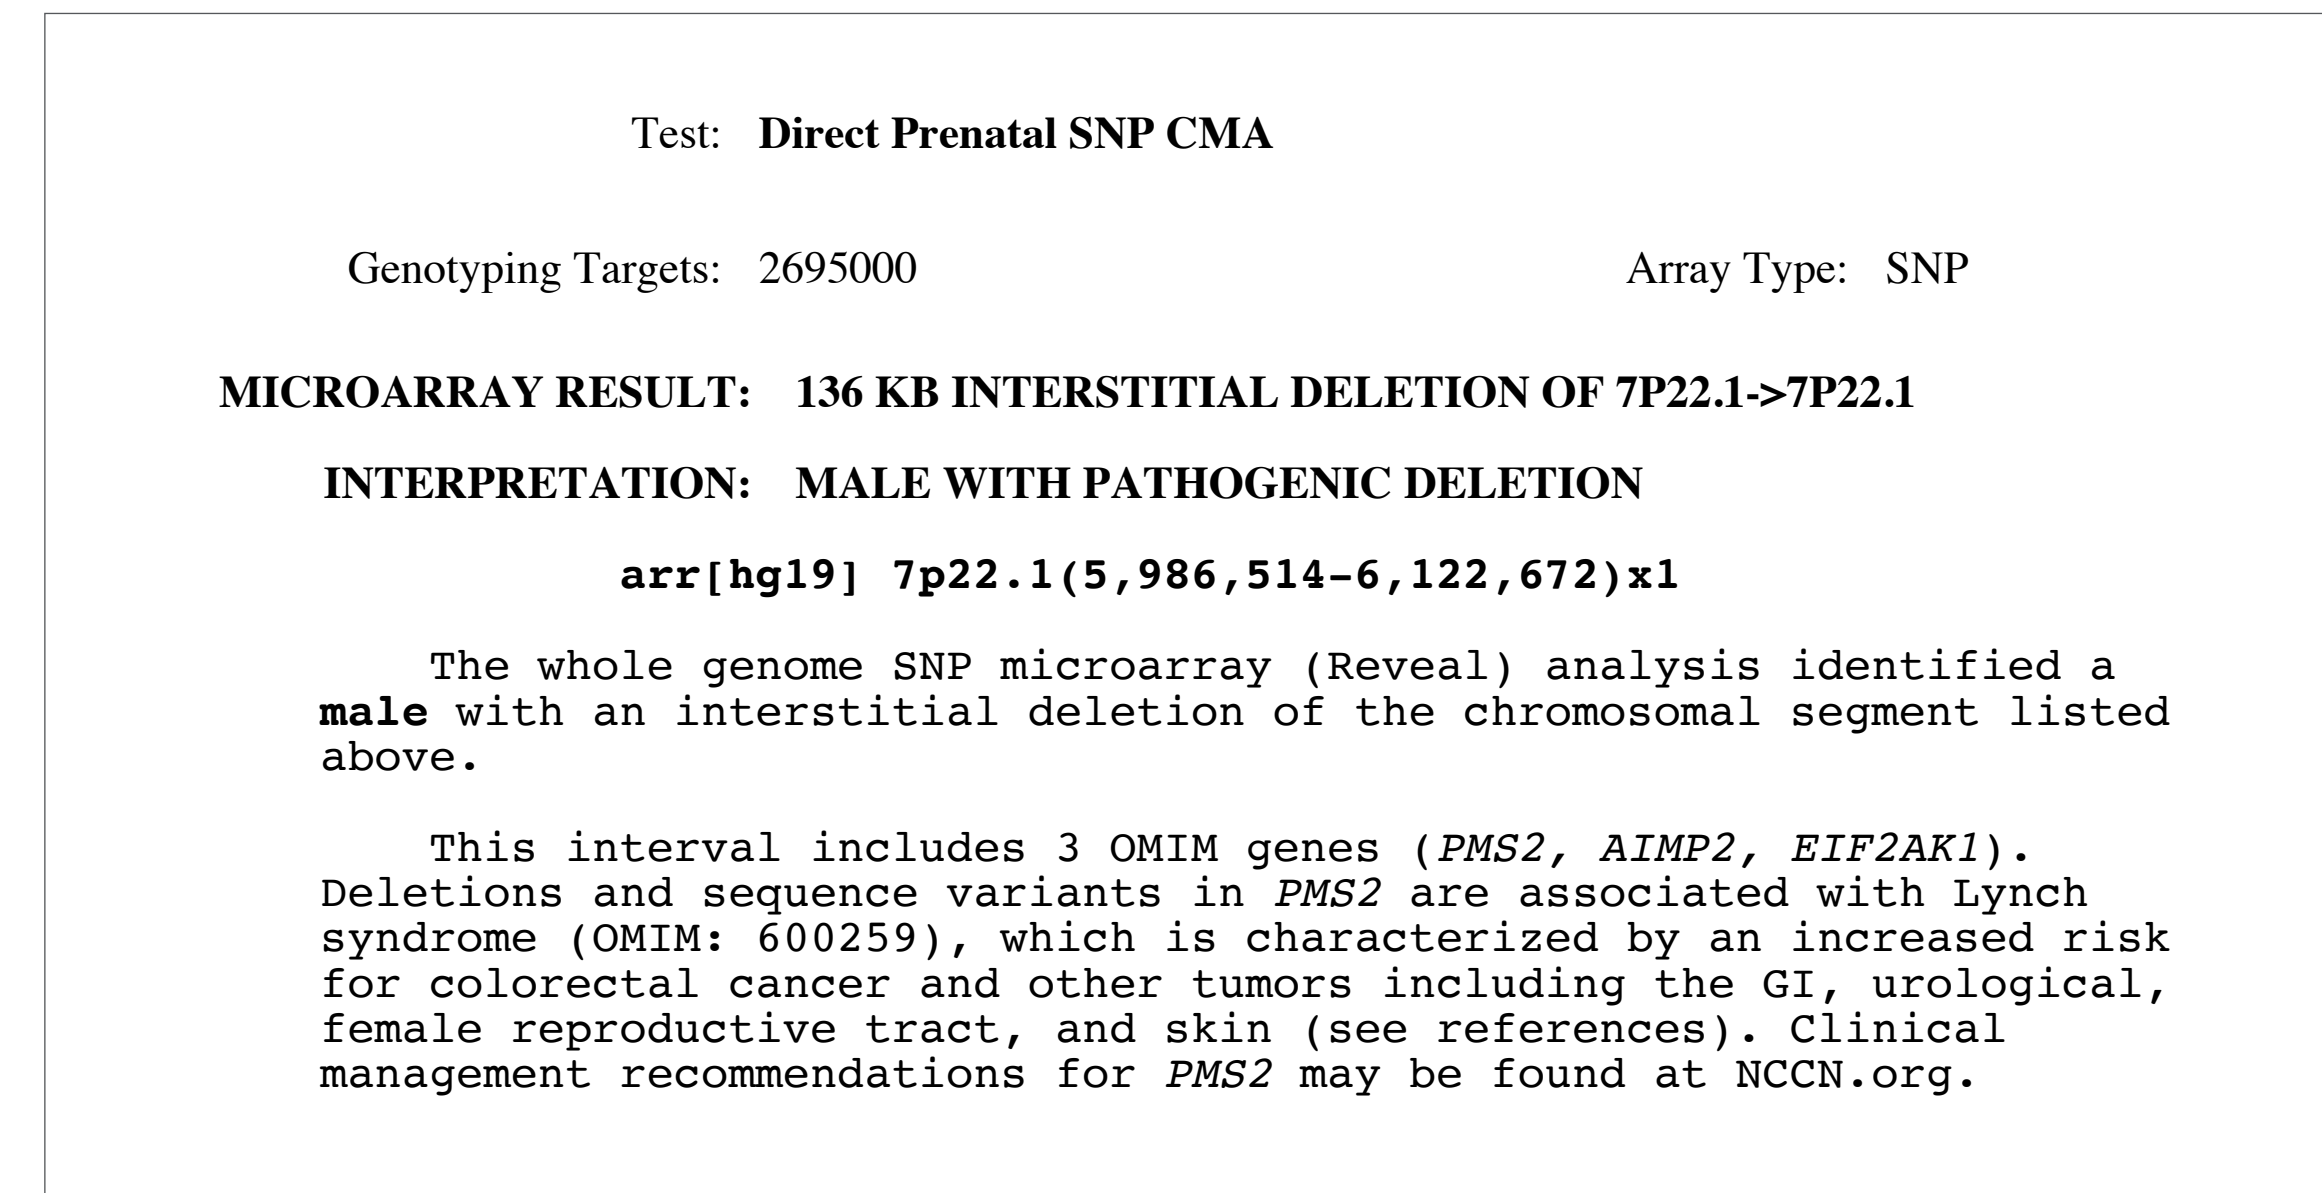 Test: Direct Prenatal SNP CMA
Genotyping Targets: 2695000 Array Type: SNP
MICROARRAY RESULT: 136 KB INTERSTITIAL DELETION OF 7P22.1->7P22.1
INTERPRETATION: MALE WITH PATHOGENIC DELETION
arr[hg19] 7p22.1(5,986,514-6,122,672)x1
The whole genome SNP microarray (Reveal) analysis identified a
male with an interstitial deletion of the chromosomal segment listed
above.
This interval includes 3 OMIM genes (PMS2, AIMP2, EIF2AK1).
Deletions and sequence variants in PMS2 are associated with Lynch
syndrome (OMIM: 600259), which is characterized by an increased risk
for colorectal cancer and other tumors including the GI, urological,
female reproductive tract, and skin (see references). Clinical
management recommendations for PMS2 may be found at NCCN.org.